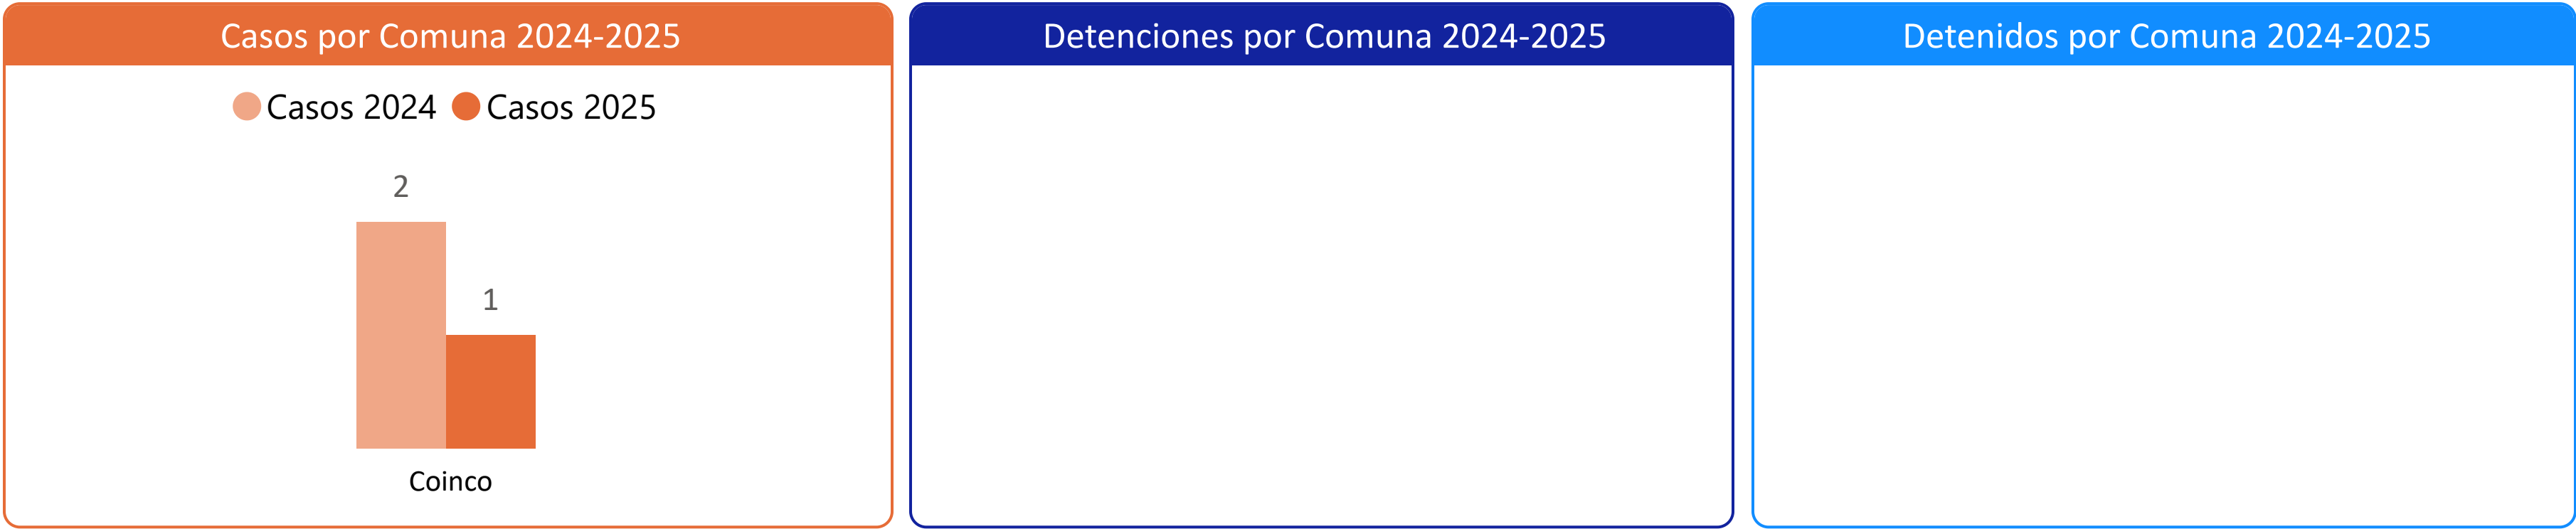 Casos por Comuna 2024-2025
Casos 2024 Casos 2025
2
1
Coinco
Detenciones por Comuna 2024-2025
Detenidos por Comuna 2024-2025